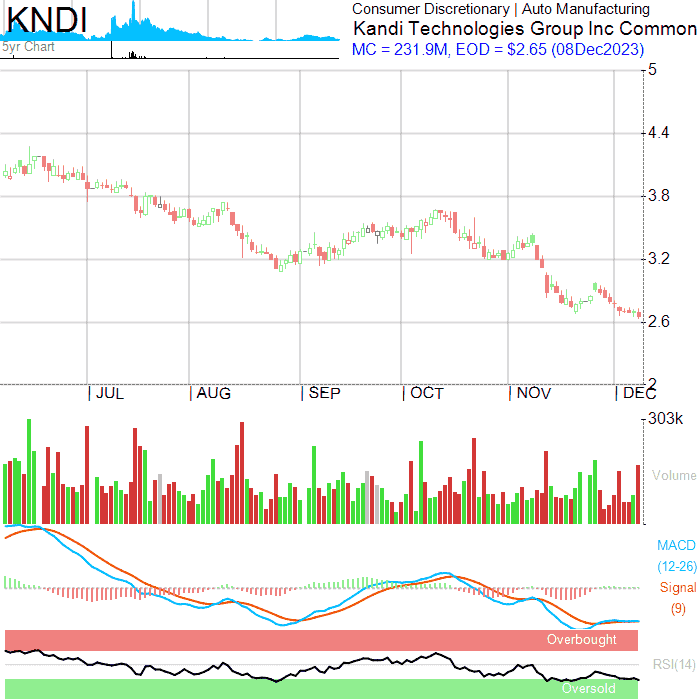 KNDI
5yr Chart
Consumer Discretionary | Auto Manufacturing
Kandi Technologies Group Inc Common
MC = 231.9M, EOD = $2.65 (08Dec2023)
5
4.4
3.8
3.2
2.6
2
JUL AUG SEP OCT NOV DEC
303k
Volume
MACD
(12-26)
Signal
(9)
Overbought
RSI(14)
Oversold